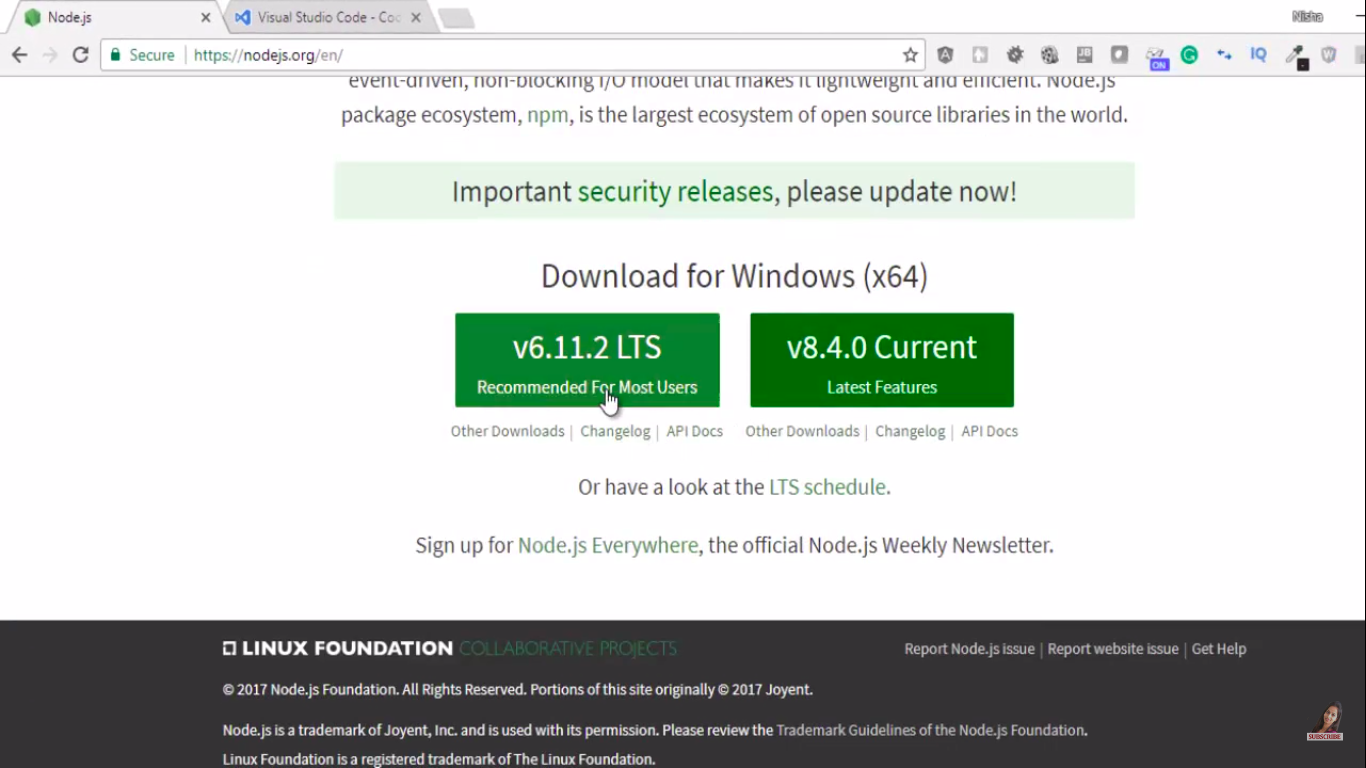 Node.js
Visual Studio Code - Co
Nisha
Secure https://nodejs.org/en/
ON IQ
event-driven, non-blocking I/O model that makes it lightweight and efficient. Node.js'
package ecosystem, npm, is the largest ecosystem of open source libraries in the world.
Important security releases, please update now!
Download for Windows (x64)
v6.11.2 LTS
Recommended For Most Users
v8.4.0 Current
Latest Features
Other Downloads | Changelog | API Docs
Other Downloads | Changelog | API Docs
Or have a look at the LTS schedule.
Sign up for Node.js Everywhere, the official Node.js Weekly Newsletter.
LINUX FOUNDATION COLLABORATIVE PROJECTS
Report Node.js issue | Report website issue | Get Help
© 2017 Node.js Foundation. All Rights Reserved. Portions of this site originally © 2017 Joyent.
Node.js is a trademark of Joyent, Inc. and is used with its permission. Please review the Trademark Guidelines of the Node.js Foundation.
Linux Foundation is a registered trademark of The Linux Foundation.
SUBSCRIBE